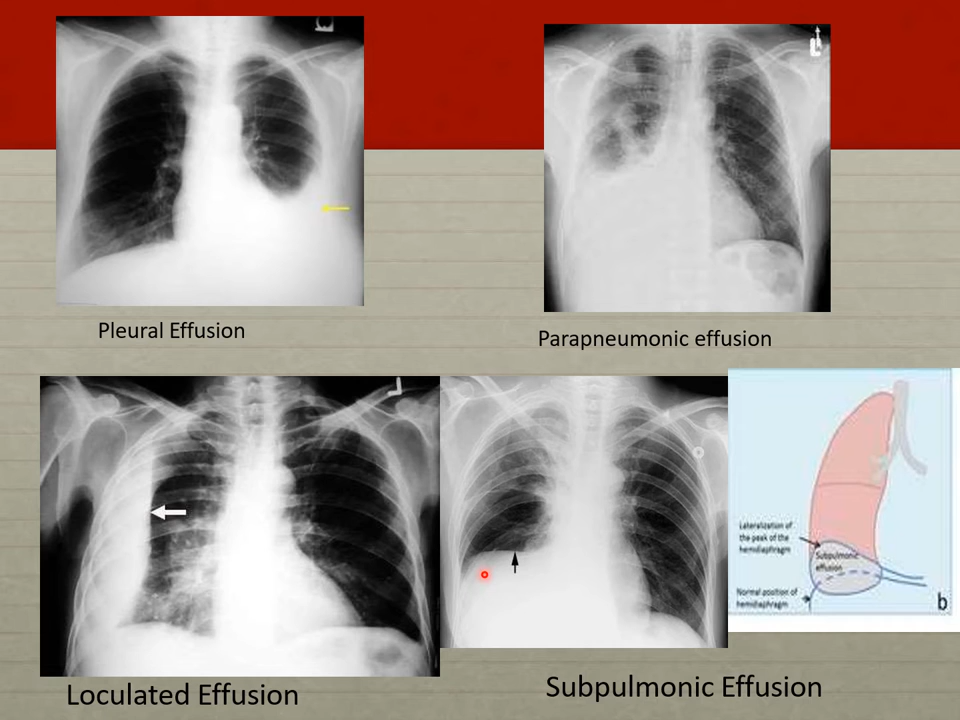 L
Pleural Effusion
Parapneumonic effusion
L
Lateralization of
the peak of the
hemidiaphragm
Subpulmonic
effusion
Normal position of
hemidiaphragm
b
Loculated Effusion
Subpulmonic Effusion